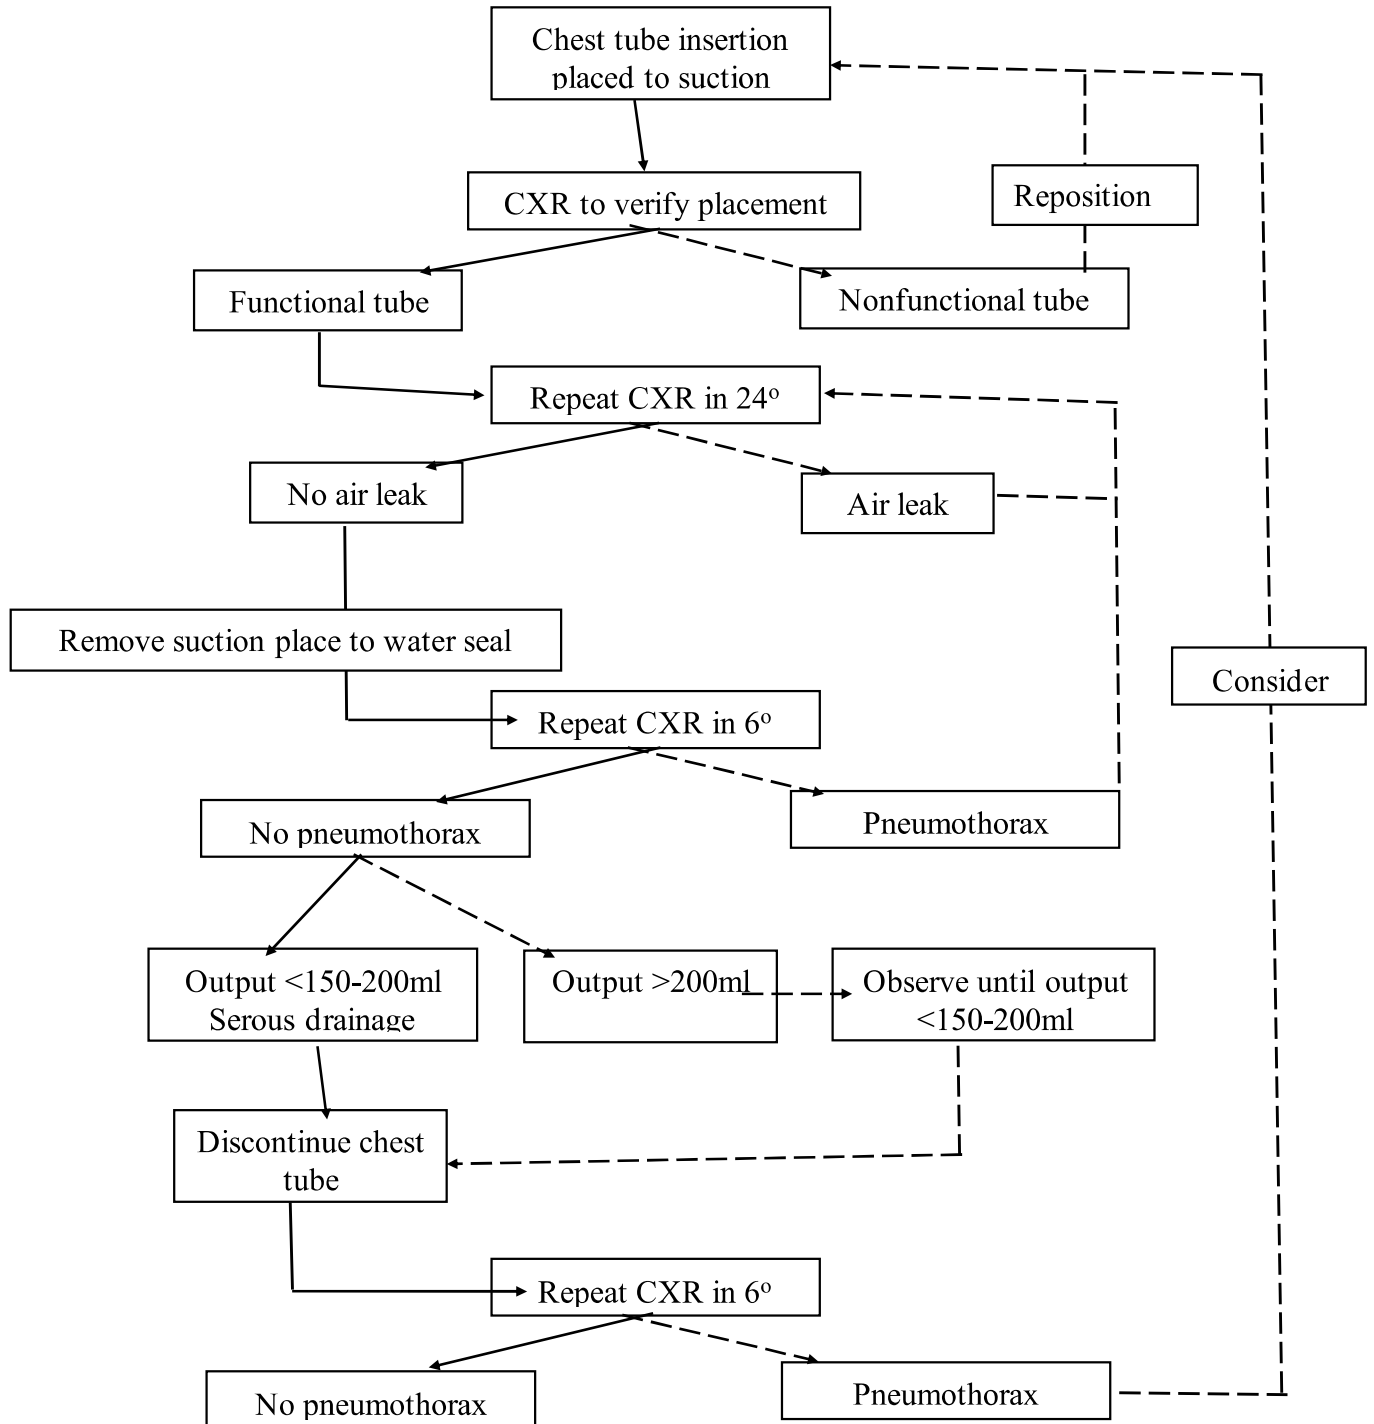 Chest tube insertion
placed to suction
CXR to verify placement
Reposition
Functional tube
Nonfunctional tube
Repeat CXR in 24º
No air leak
Air leak
Remove suction place to water seal
Consider
Repeat CXR in 6º
No pneumothorax
Pneumothorax
Output <150-200ml
Serous drainage
Output >200ml
Observe until output
<150-200ml
Discontinue chest
tube
Repeat CXR in 6º
No pneumothorax
Pneumothorax